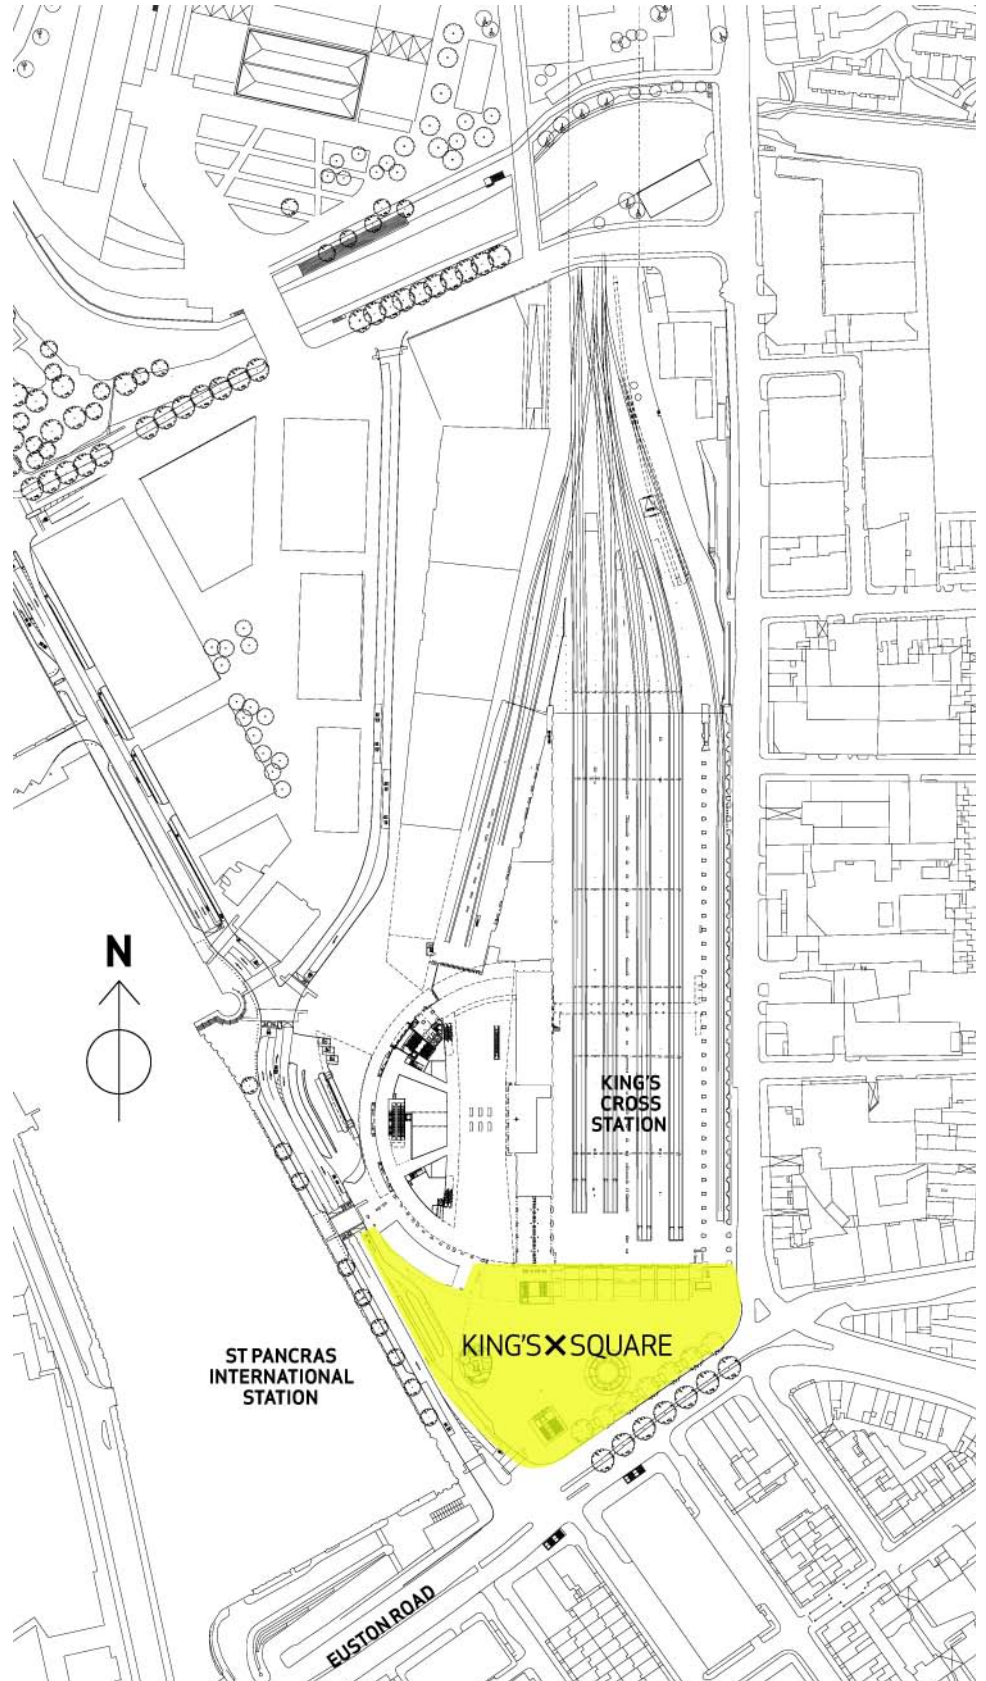 N
KING'S
CROSS
STATION
KING'S X SQUARE
ST PANCRAS
INTERNATIONAL
STATION
EUSTON ROAD